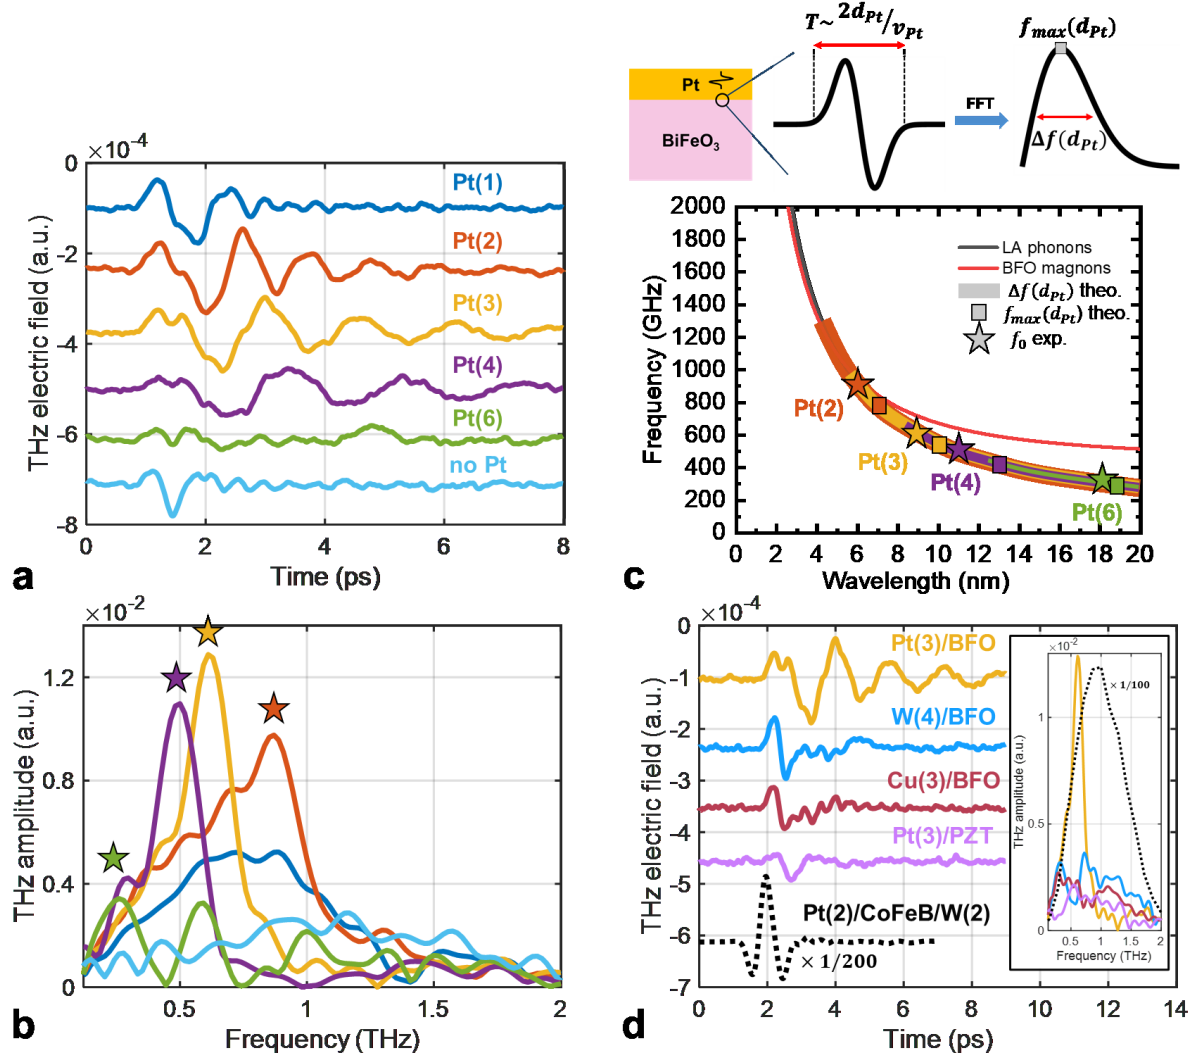 ×10⁻⁴
0
-2
-4
-6
-8
THz electric field (a.u.)
Pt(1)
Pt(2)
Pt(3)
Pt(4)
Pt(6)
no Pt
0 2 4 6 8
Time (ps)
a
T~ 2d_Pt/v_Pt
Pt
BiFeO₃
FFT
f_max(d_Pt)
Δf(d_Pt)
2000
1800
1600
1400
1200
1000
800
600
400
200
0
Frequency (GHz)
LA phonons
BFO magnons
Δf(d_Pt) theo.
f_max(d_Pt) theo.
f₀ exp.
Pt(2)
Pt(3)
Pt(4)
Pt(6)
0 2 4 6 8 10 12 14 16 18 20
Wavelength (nm)
c
×10⁻²
1.2
0.8
0.4
0
THz amplitude (a.u.)
0.5 1 1.5 2
Frequency (THz)
b
×10⁻⁴
0
-1
-2
-3
-4
-5
-6
-7
THz electric field (a.u.)
Pt(3)/BFO
W(4)/BFO
Cu(3)/BFO
Pt(3)/PZT
Pt(2)/CoFeB/W(2)
× 1/200
0 2 4 6 8 10 12 14
Time (ps)
d
×10⁻²
× 1/100
1
0.5
0
THz amplitude (a.u.)
0.5 1 1.5 2
Frequency (THz)